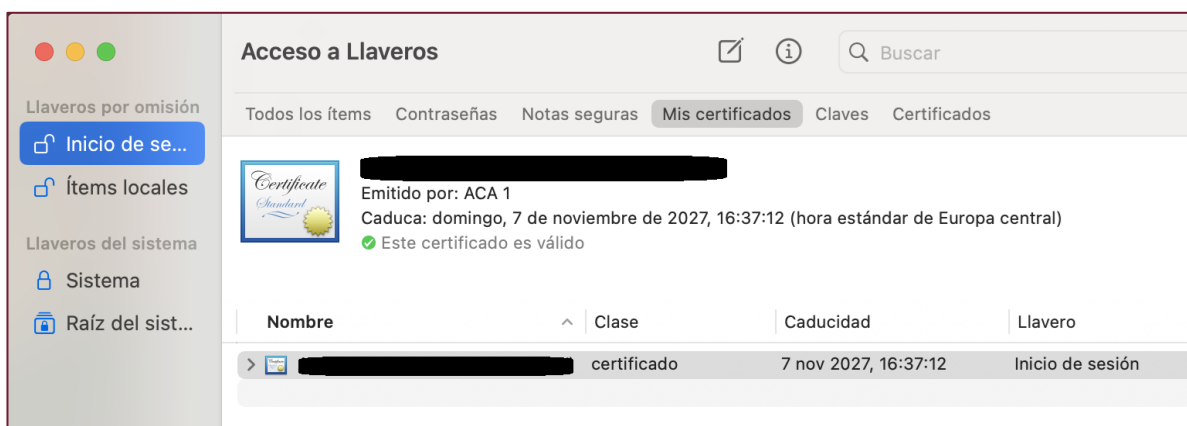 Acceso a Llaveros
Buscar
Llaveros por omisión
Inicio de se...
Ítems locales
Llaveros del sistema
Sistema
Raíz del sist...
Todos los ítems Contraseñas Notas seguras Mis certificados Claves Certificados
Certificate
Standard
Emitido por: ACA 1
Caduca: domingo, 7 de noviembre de 2027, 16:37:12 (hora estándar de Europa central)
Este certificado es válido
Nombre Clase Caducidad Llavero
certificado 7 nov 2027, 16:37:12 Inicio de sesión